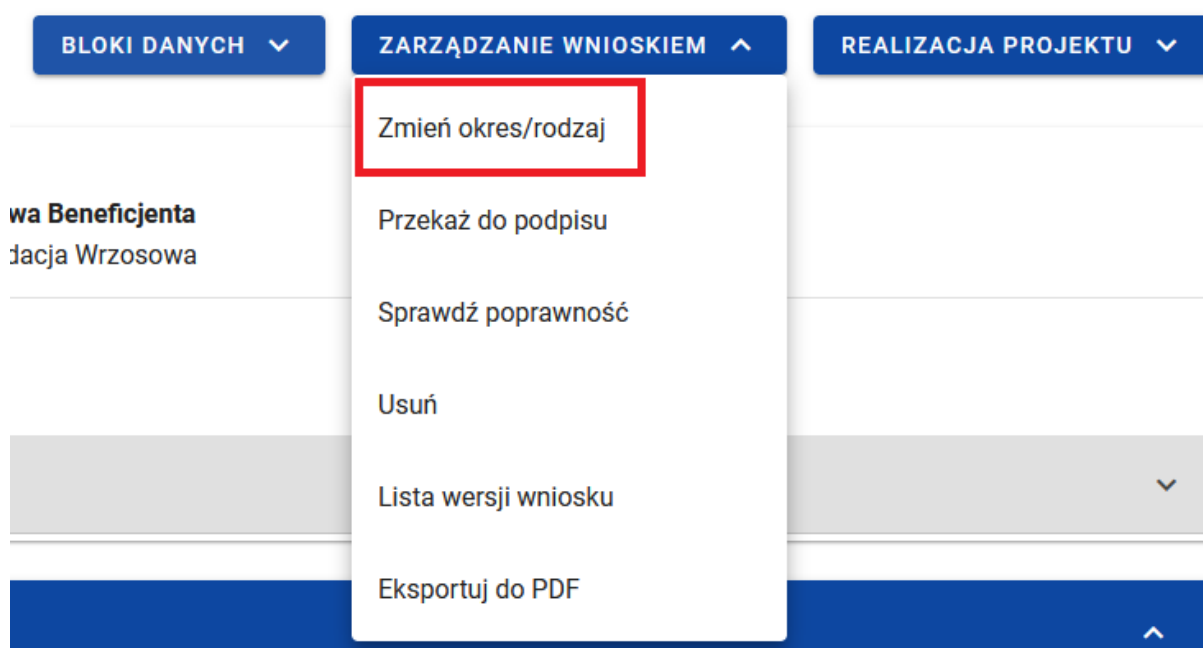 BLOKI DANYCH
ZARZĄDZANIE WNIOSKIEM
REALIZACJA PROJEKTU
Zmień okres/rodzaj
wa Beneficjenta
Przekaż do podpisu
dacja Wrzosowa
Sprawdź poprawność
Usuń
Lista wersji wniosku
Eksportuj do PDF